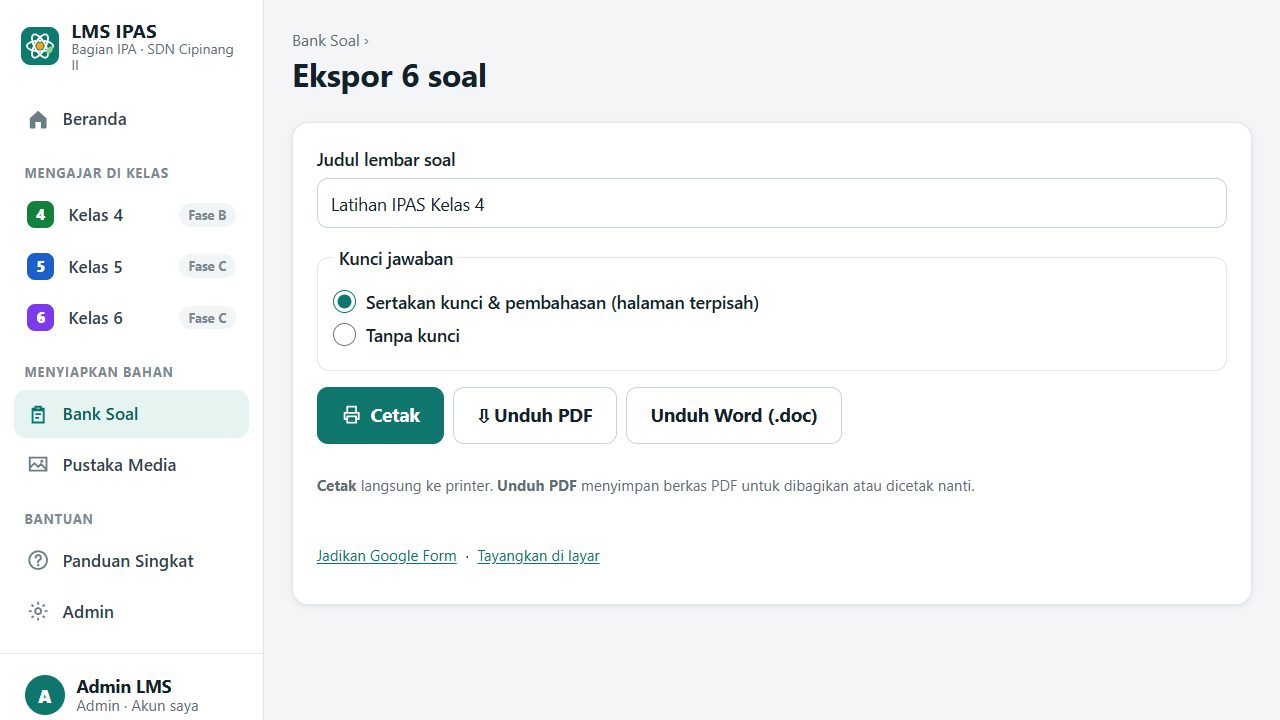 LMS IPAS
Bagian IPA · SDN Cipinang
II
Beranda
MENGAJAR DI KELAS
4 Kelas 4 Fase B
5 Kelas 5 Fase C
6 Kelas 6 Fase C
MENYIAPKAN BAHAN
Bank Soal
Pustaka Media
BANTUAN
Panduan Singkat
Admin
A
Admin LMS
Admin · Akun saya
Bank Soal ›
Ekspor 6 soal
Judul lembar soal
Latihan IPAS Kelas 4
Kunci jawaban
Sertakan kunci & pembahasan (halaman terpisah)
Tanpa kunci
Cetak ⇩ Unduh PDF Unduh Word (.doc)
Cetak langsung ke printer. Unduh PDF menyimpan berkas PDF untuk dibagikan atau dicetak nanti.
Jadikan Google Form · Tayangkan di layar